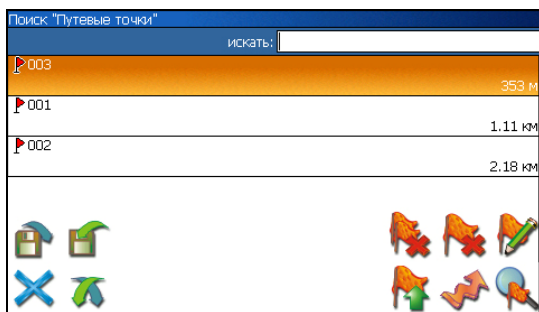 Поиск "Путевые точки"
искать:
003
353 м
001
1.11 км
002
2.18 км